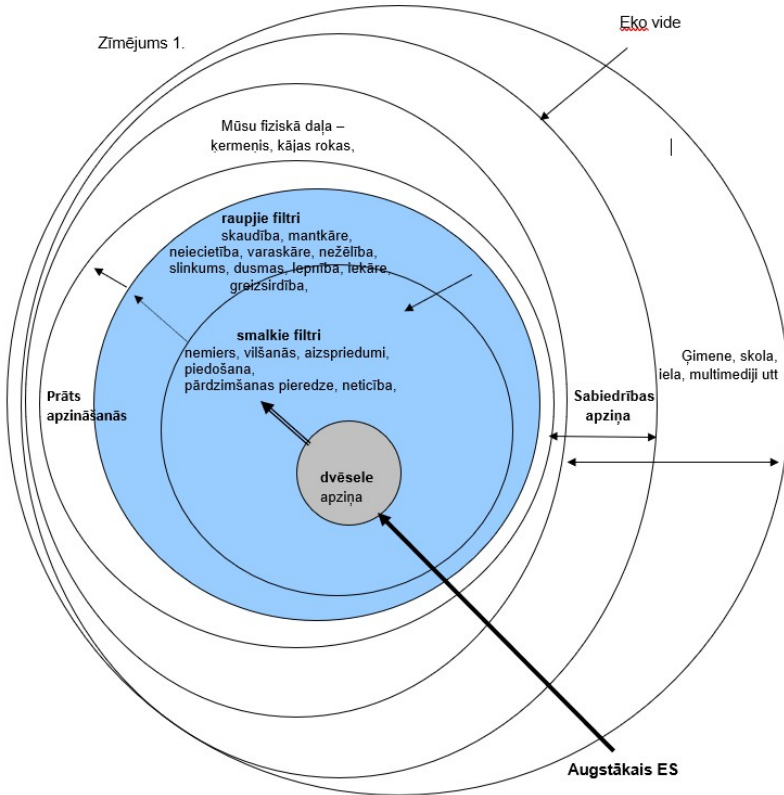 Zīmējums 1.
Eko vide
Mūsu fiziskā daļa –
ķermeņis, kājas rokas,
raupjie filtri
skaudība, mantkāre,
neiecietība, varaskāre, nežēlība,
slinkums, dusmas, lepnība, iekāre,
greizsirdība,
smalkie filtri
nemiers, vilšanās, aizspriedumi,
piedošana,
pārdzimšanas pieredze, neticība,
Prāts
apzināšanās
dvēsele
apziņa
Sabiedrības
apziņa
Ģimene, skola,
iela, multimediji utt
Augstākais ES